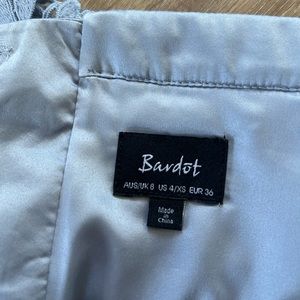 Bardot
AUS/UK 8 US 4/XS EUR 36
Made
in
China